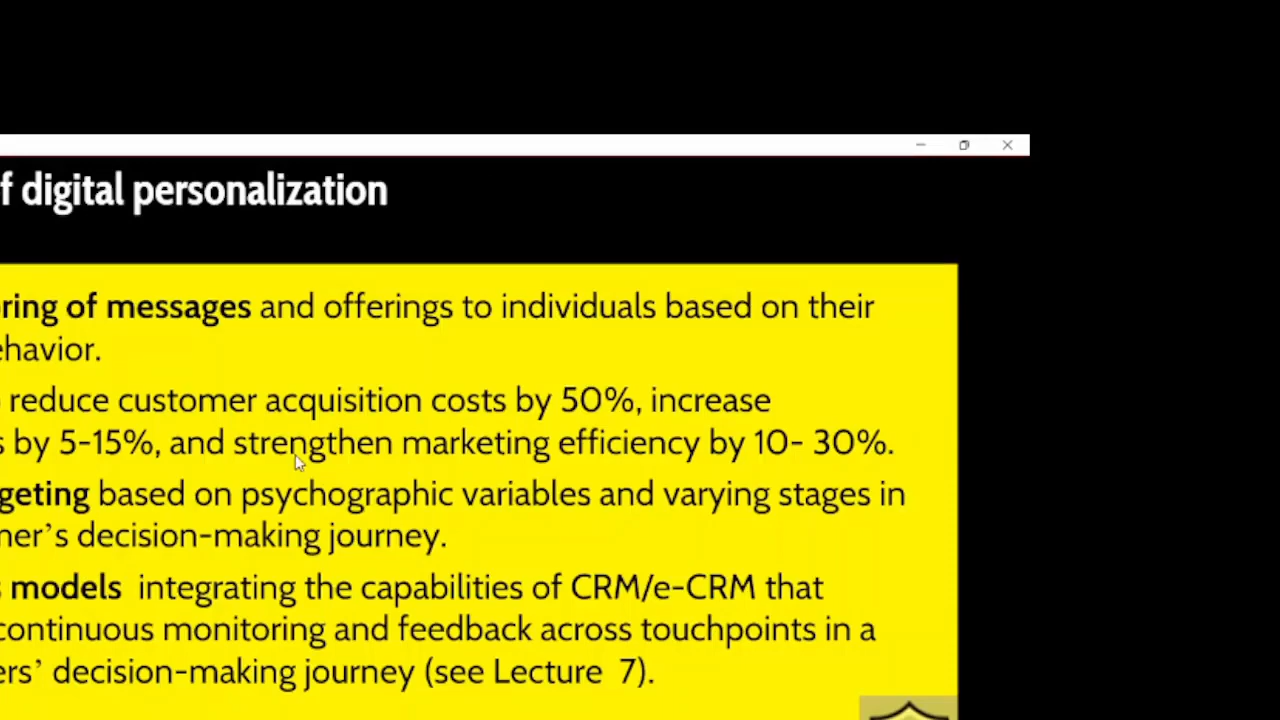 f digital personalization
ring of messages and offerings to individuals based on their
ehavior.
reduce customer acquisition costs by 50%, increase
s by 5-15%, and strengthen marketing efficiency by 10- 30%.
geting based on psychographic variables and varying stages in
mer’s decision-making journey.
s models integrating the capabilities of CRM/e-CRM that
continuous monitoring and feedback across touchpoints in a
ers’ decision-making journey (see Lecture 7).